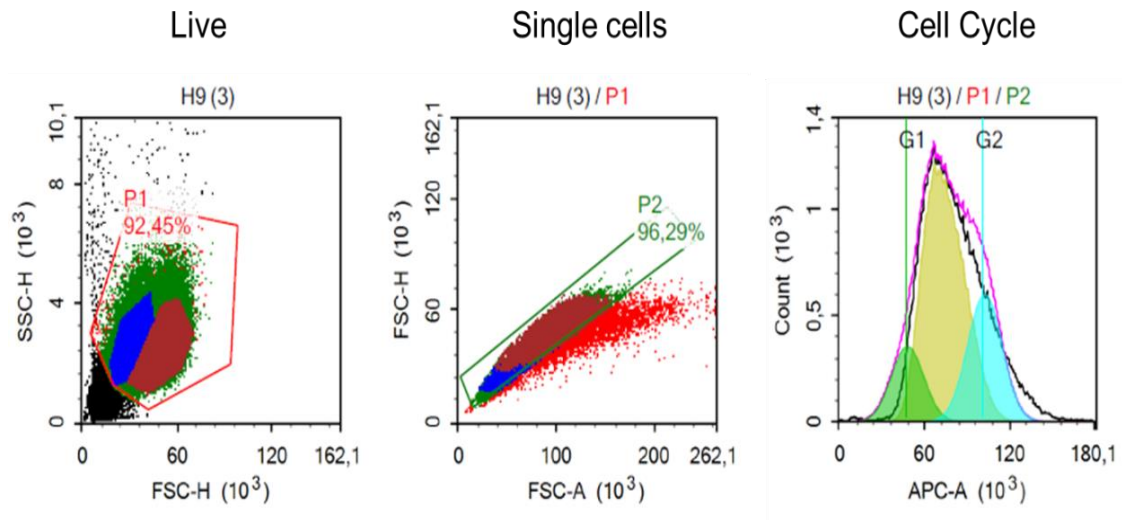 Live
Single cells
Cell Cycle
H9 (3)
10,1
8
4
0
SSC-H (10³)
P1
92,45%
0
60
120
162,1
FSC-H (10³)
H9 (3) / P1
162,1
120
60
0
FSC-H (10³)
P2
96,29%
0
100
200
262,1
FSC-A (10³)
H9 (3) / P1 / P2
1,4
1
0,5
0
Count (10³)
G1
G2
0
60
120
180,1
APC-A (10³)